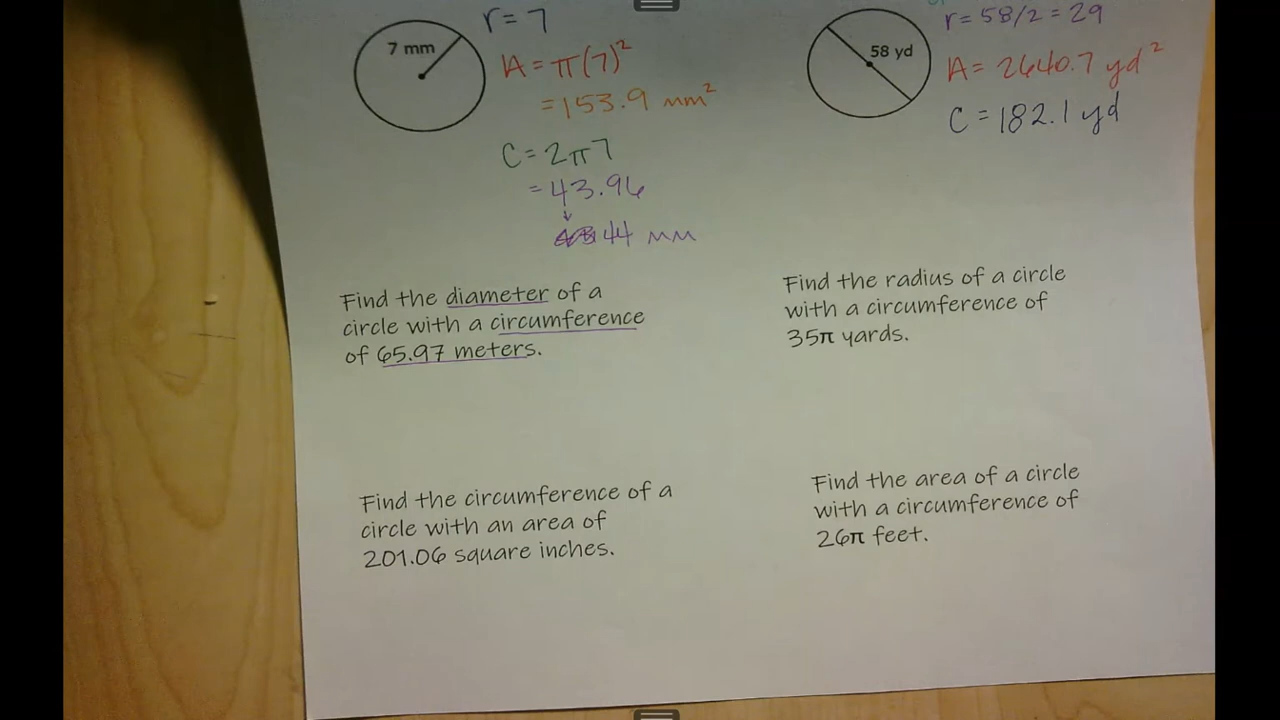 7 mm
r = 7
A = π(7)²
= 153.9 mm²
C = 2π7
= 43.96
44 mm
58 yd
r = 58/2 = 29
A = 2640.7 yd²
C = 182.1 yd
Find the diameter of a
circle with a circumference
of 65.97 meters.
Find the radius of a circle
with a circumference of
35π yards.
Find the circumference of a
circle with an area of
201.06 square inches.
Find the area of a circle
with a circumference of
26π feet.